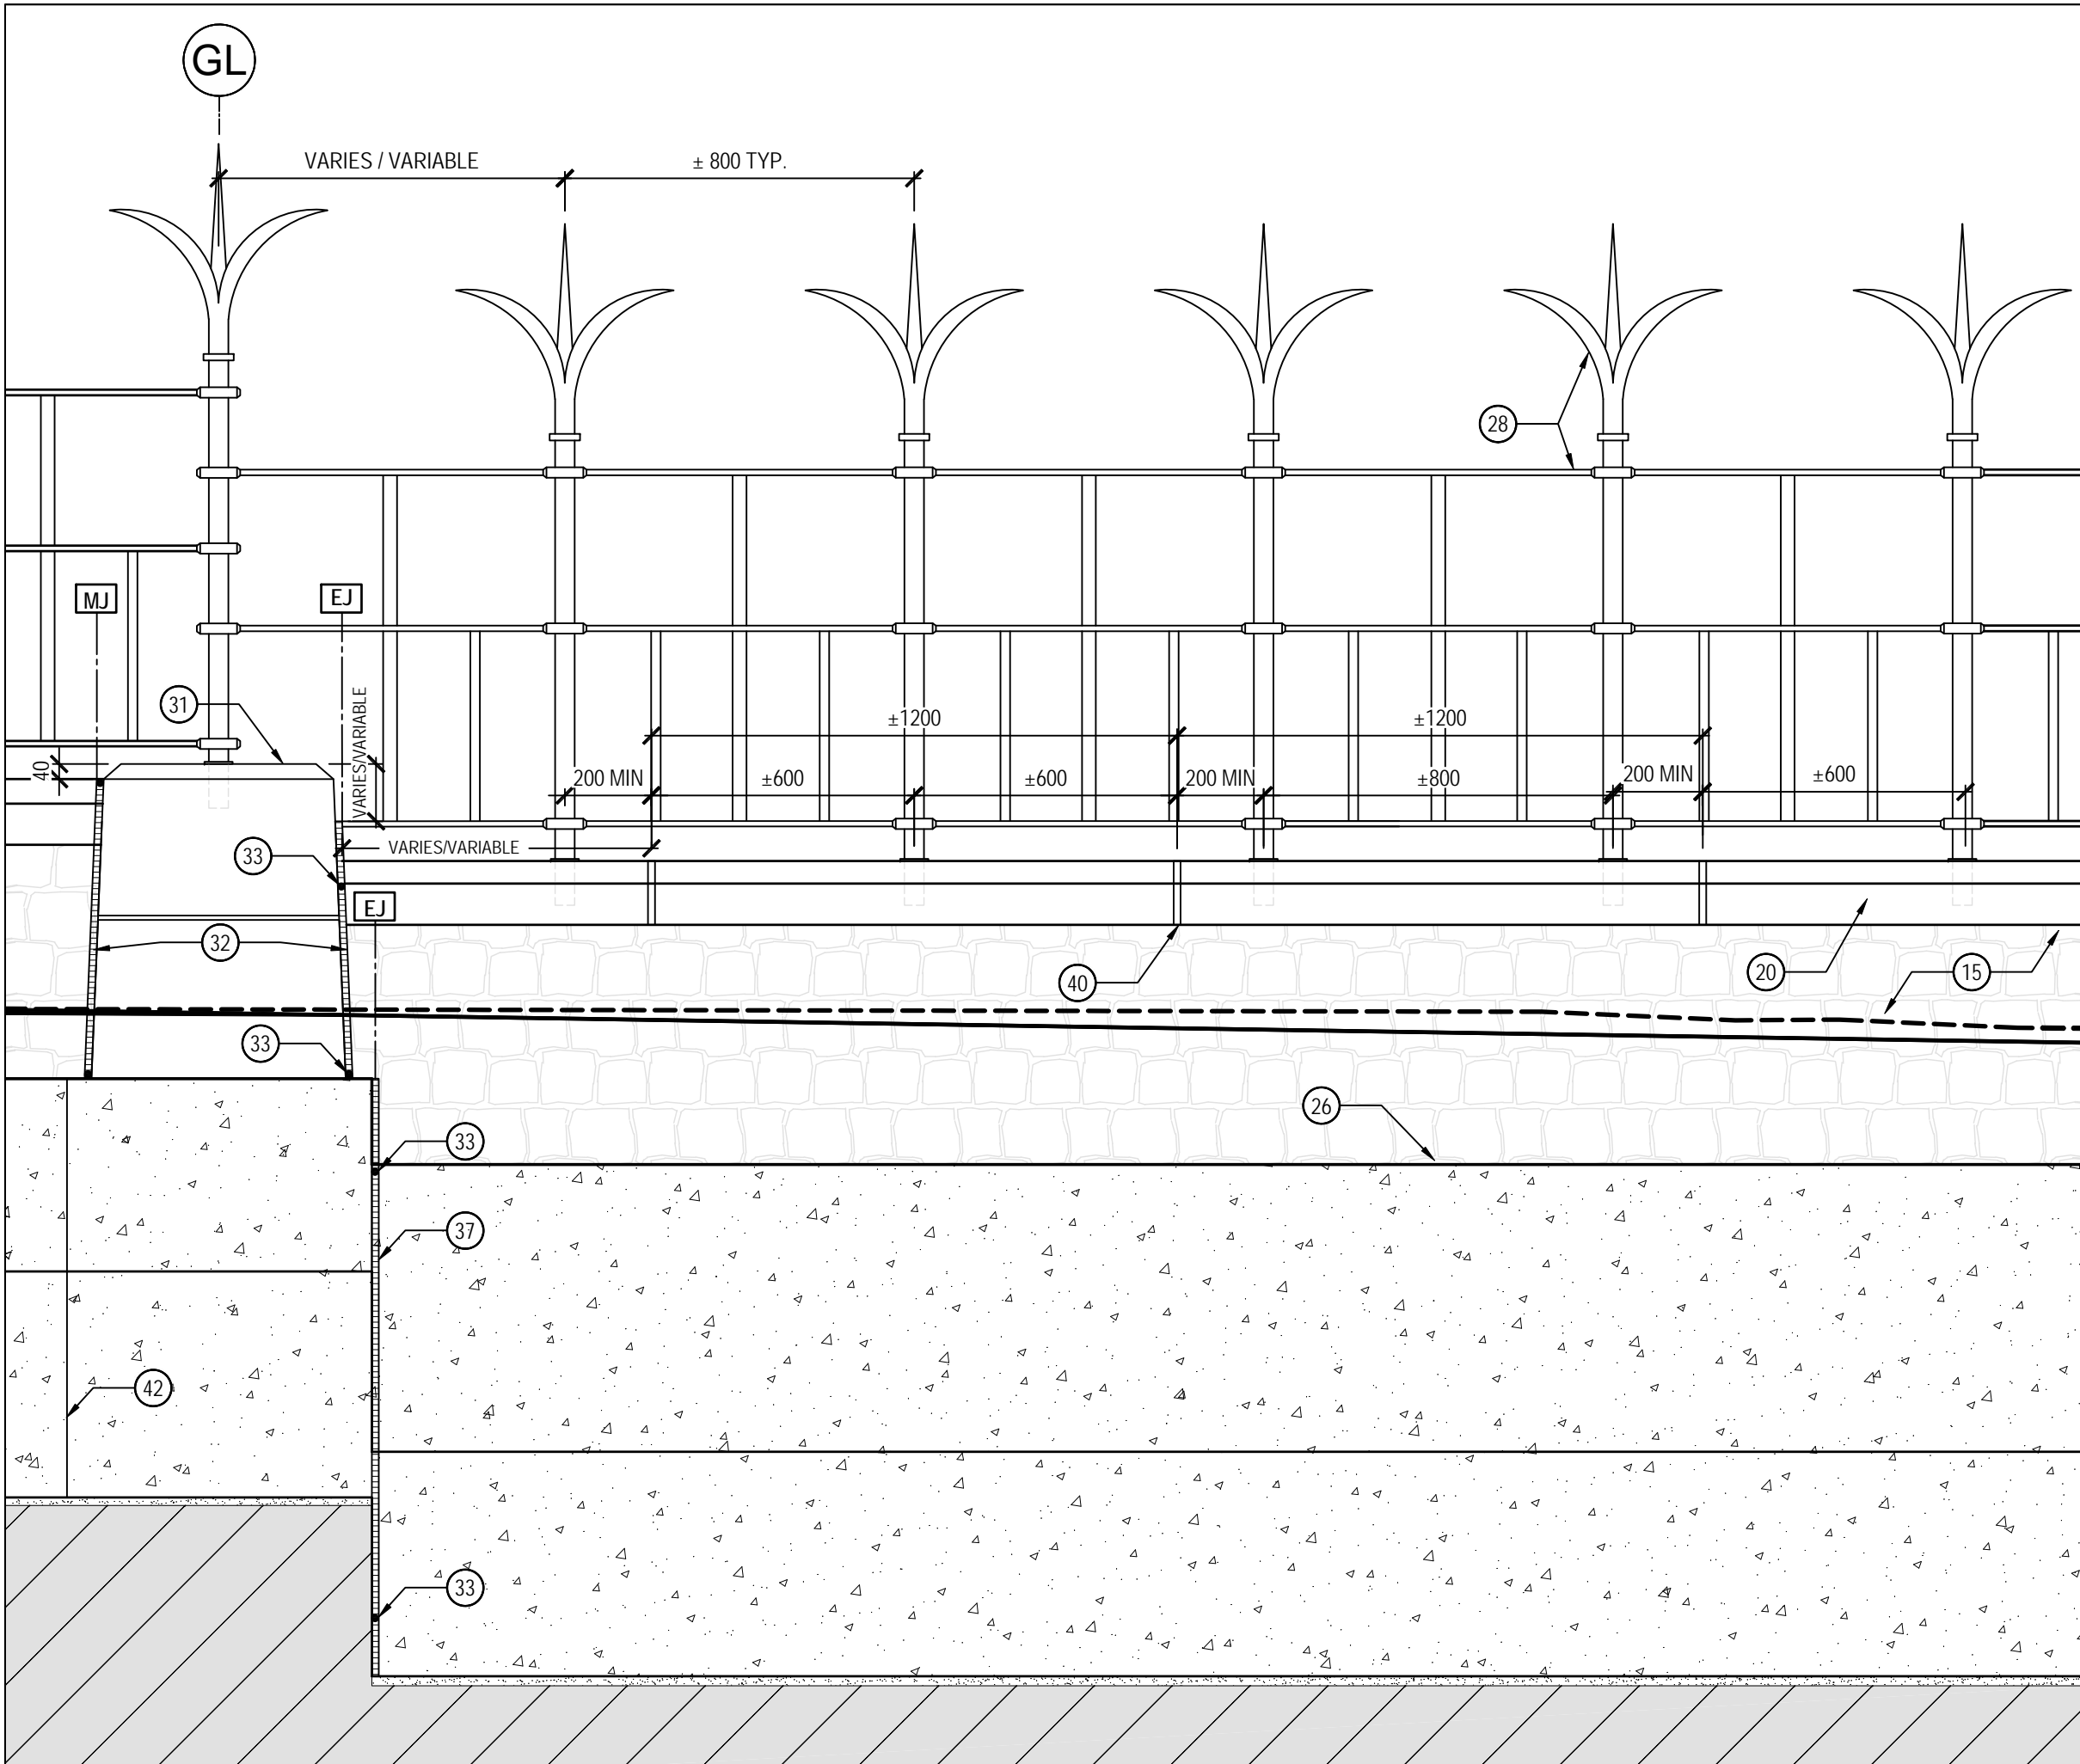 GL
VARIES / VARIABLE
± 800 TYP.
28
MJ
EJ
31
VARIES/VARIABLE
40
±1200
±1200
200 MIN
±600
±600
200 MIN
±800
200 MIN
±600
VARIES/VARIABLE
33
EJ
32
40
20
15
33
26
33
37
42
33